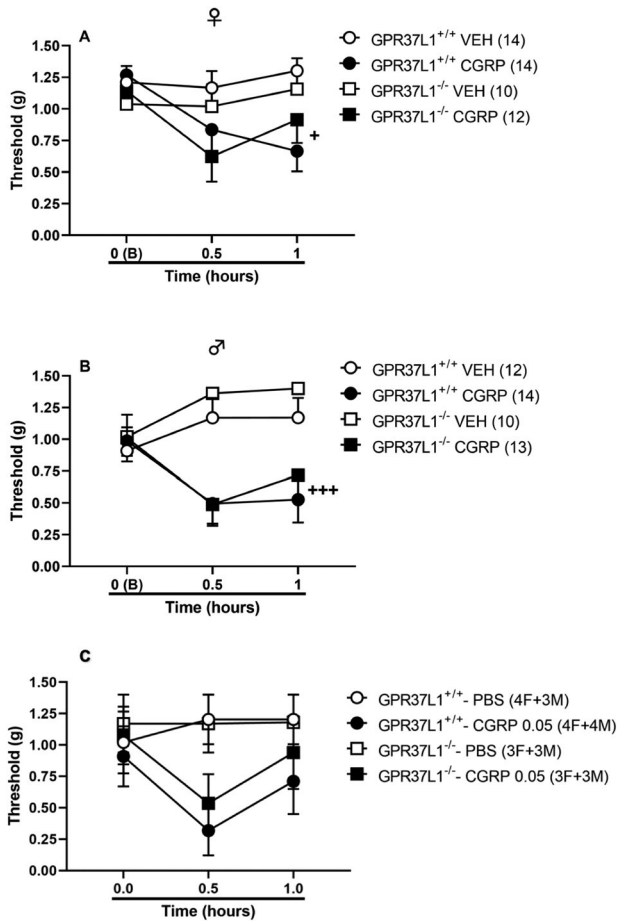 ♀
A
GPR37L1+/+ VEH (14)
GPR37L1+/+ CGRP (14)
GPR37L1-/- VEH (10)
GPR37L1-/- CGRP (12)
Threshold (g)
1.50
1.25
1.00
0.75
0.50
0.25
0.00
+
0 (B) 0.5 1
Time (hours)
♂
B
GPR37L1+/+ VEH (12)
GPR37L1+/+ CGRP (14)
GPR37L1-/- VEH (10)
GPR37L1-/- CGRP (13)
Threshold (g)
1.50
1.25
1.00
0.75
0.50
0.25
0.00
+++
0 (B) 0.5 1
Time (hours)
C
GPR37L1+/+- PBS (4F+3M)
GPR37L1+/+- CGRP 0.05 (4F+4M)
GPR37L1-/-- PBS (3F+3M)
GPR37L1-/-- CGRP 0.05 (3F+3M)
Threshold (g)
1.50
1.25
1.00
0.75
0.50
0.25
0.00
0.0 0.5 1.0
Time (hours)